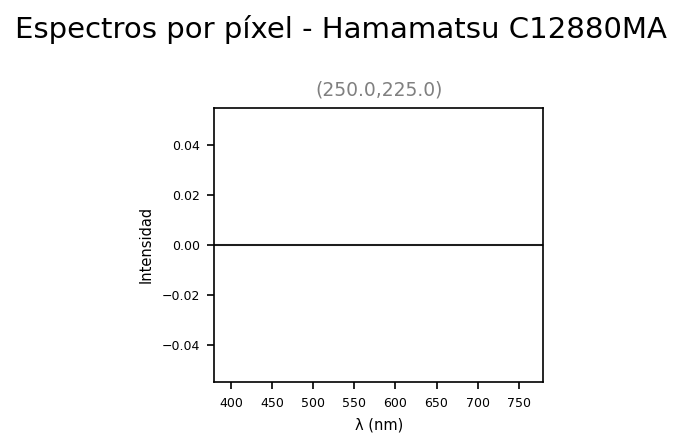 Espectros por píxel - Hamamatsu C12880MA
(250.0,225.0)
0.04
0.02
0.00
−0.02
−0.04
Intensidad
400 450 500 550 600 650 700 750
λ (nm)